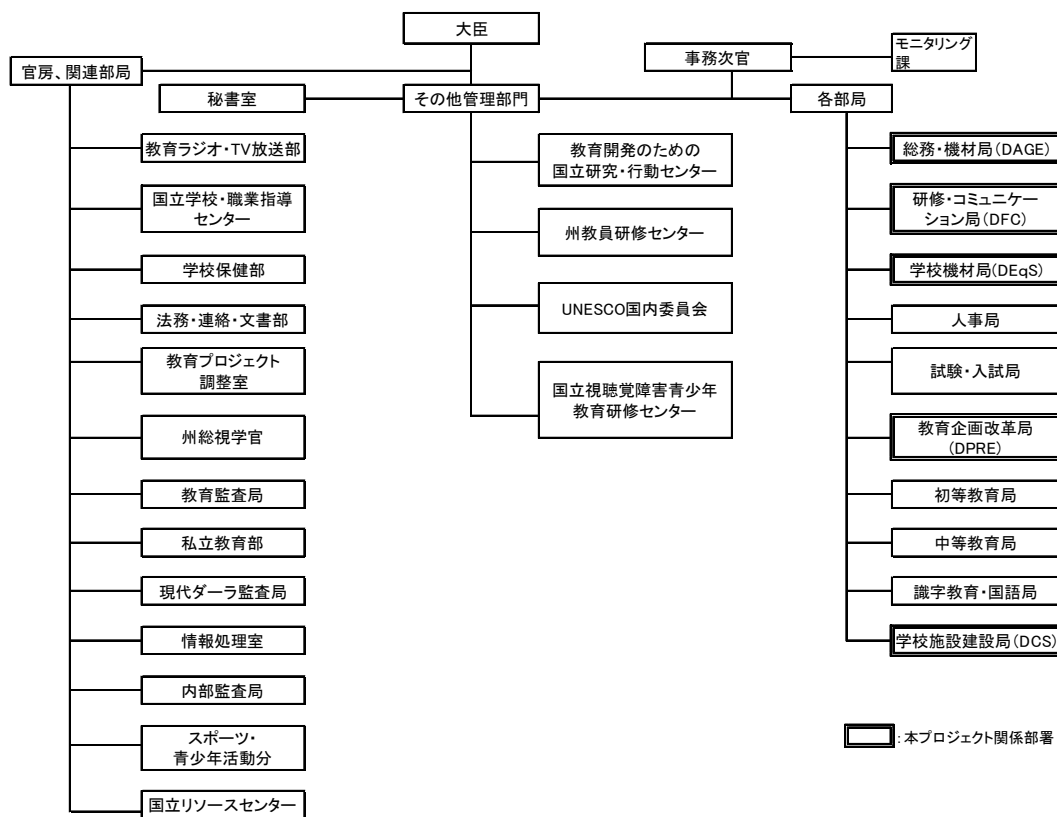 大臣
事務次官
モニタリング
課
官房、関連部局
秘書室
その他管理部門
各部局
教育ラジオ・TV放送部
国立学校・職業指導
センター
学校保健部
法務・連絡・文書部
教育プロジェクト
調整室
州総視学官
教育監査局
私立教育部
現代ダーラ監査局
情報処理室
内部監査局
スポーツ・
青少年活動分
国立リソースセンター
教育開発のための
国立研究・行動センター
州教員研修センター
UNESCO国内委員会
国立視聴覚障害青少年
教育研修センター
総務・機材局(DAGE)
研修・コミュニケー
ション局(DFC)
学校機材局(DEqS)
人事局
試験・入試局
教育企画改革局
(DPRE)
初等教育局
中等教育局
識字教育・国語局
学校施設建設局(DCS)
:本プロジェクト関係部署